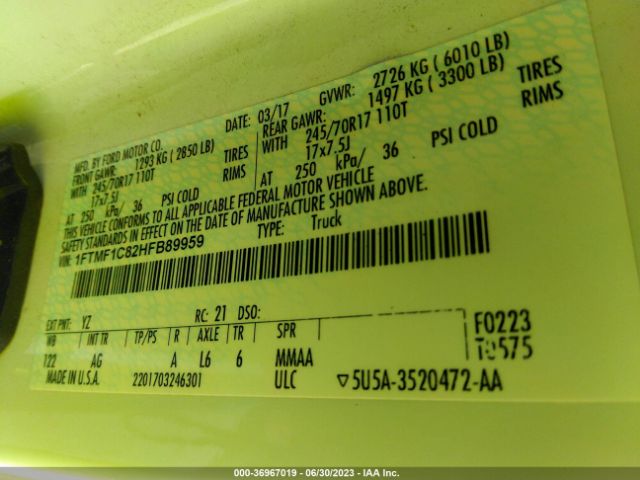 MFD. BY FORD MOTOR CO.
DATE: 03/17 GVWR: 2726 KG ( 6010 LB)
FRONT GAWR: 1293 KG ( 2850 LB)
REAR GAWR: 1497 KG ( 3300 LB)
WITH 245/70R17 110T TIRES
WITH 245/70R17 110T TIRES
17x7.5J RIMS
17x7.5J RIMS
AT 250 kPa/ 36 PSI COLD
AT 250 kPa/ 36 PSI COLD
THIS VEHICLE CONFORMS TO ALL APPLICABLE FEDERAL MOTOR VEHICLE
SAFETY STANDARDS IN EFFECT ON THE DATE OF MANUFACTURE SHOWN ABOVE.
VIN: 1FTMF1C82HFB89959 TYPE: Truck
EXT PNT: YZ RC: 21 DSO:
WB INT TR TP/PS R AXLE TR SPR F0223
122 AG A L6 6 MMAA T0575
MADE IN U.S.A. 2201703246301 ULC ▽5U5A-3520472-AA
000-36967019 - 06/30/2023 - IAA Inc.